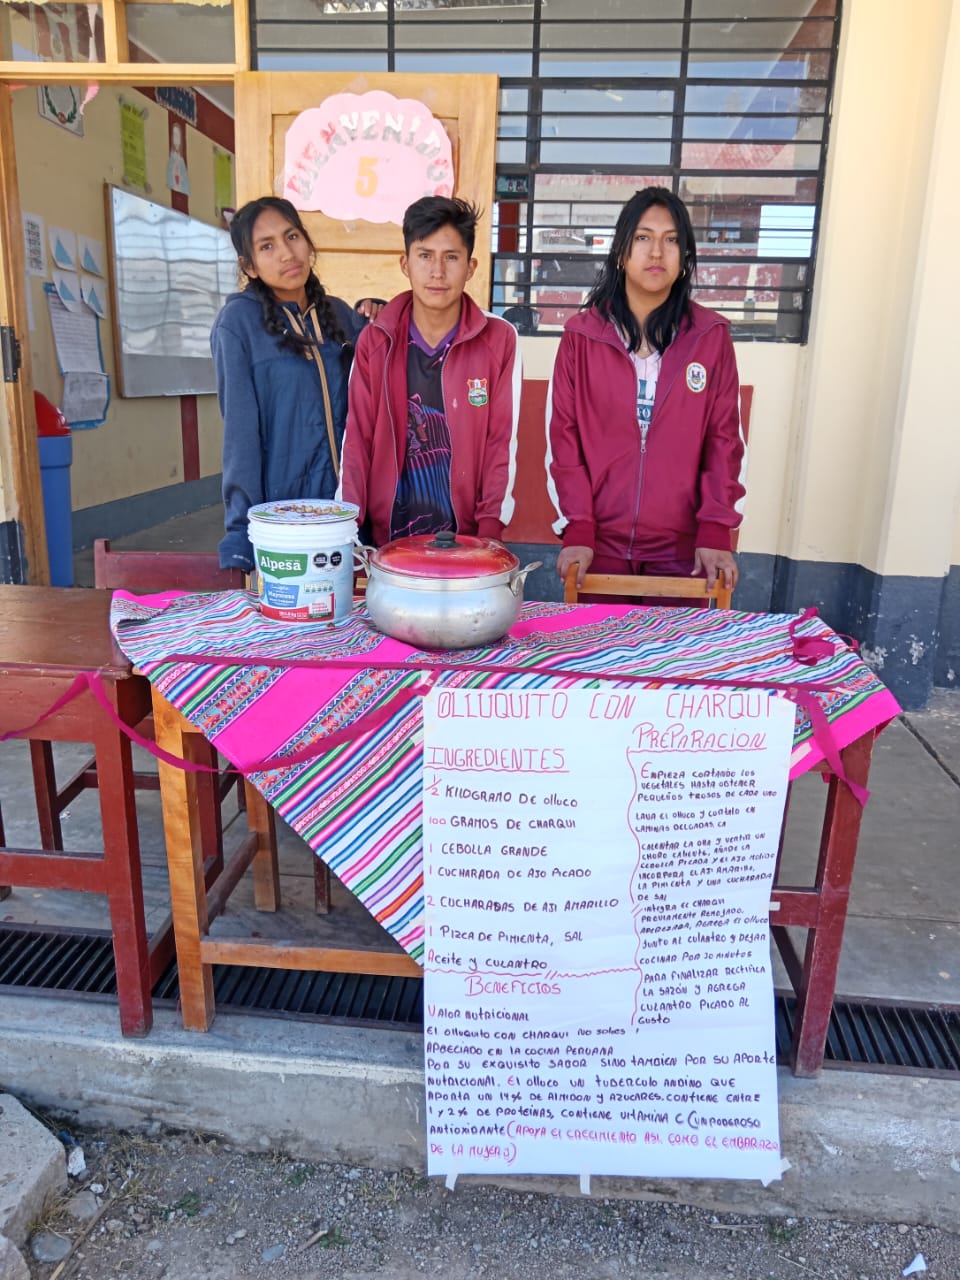 BIENVENIDOS
5
Alpesa
Mayonesa
OLLUQUITO CON CHARQUI
INGREDIENTES
1/2 KILOGRAMO DE OLLUCO
100 GRAMOS DE CHARQUI
1 CEBOLLA GRANDE
1 CUCHARADA DE AJO PICADO
2 CUCHARADAS DE AJI AMARILLO
1 PIZCA DE PIMIENTA, SAL
ACEITE Y CULANTRO
PREPARACION
EMPIEZA CORTANDO LOS
VEGETALES HASTA OBTENER
PEQUEÑOS TROSOS DE CADA UNO
LAVA EL OLLUCO Y CORTALO EN
LAMINAS DELGADAS. CA
CALENTAR LA OLLA Y VERTIR UN
CHORO CALIENTE, AÑADE LA
CEBOLLA PICADA Y EL AJO MOLIDO
INCORPORA EL AJI AMARILLO,
LA PIMIENTA Y UNA CUCHARADA
DE SAL
INTEGRA EL CHARQUI
PREVIAMENTE REMOJADO,
AGREGA EL OLLUCO
JUNTO AL CULANTRO Y DEJAR
COCINAR POR 20 MINUTOS
PARA FINALIZAR RECTIFICA
LA SAZÓN Y AGREGA
CULANTRO PICADO AL
GUSTO
BENEFICIOS
VALOR NUTRICIONAL
EL OLLUQUITO CON CHARQUI NO SOLO ES
APRECIADO EN LA COCINA PERUANA
POR SU EXQUISITO SABOR SINO TAMBIEN POR SU APORTE
NUTRICIONAL. EL OLLUCO UN TUBERCULO ANDINO QUE
APORTA UN 14% DE ALMIDON Y AZUCARES. CONTIENE ENTRE
1 Y 2% DE PROTEINAS, CONTIENE VITAMINA C (UN PODEROSO
ANTIOXIDANTE (APOYA EL CRECIMIENTO ASI COMO EL EMBARAZO
DE LA MUJER))